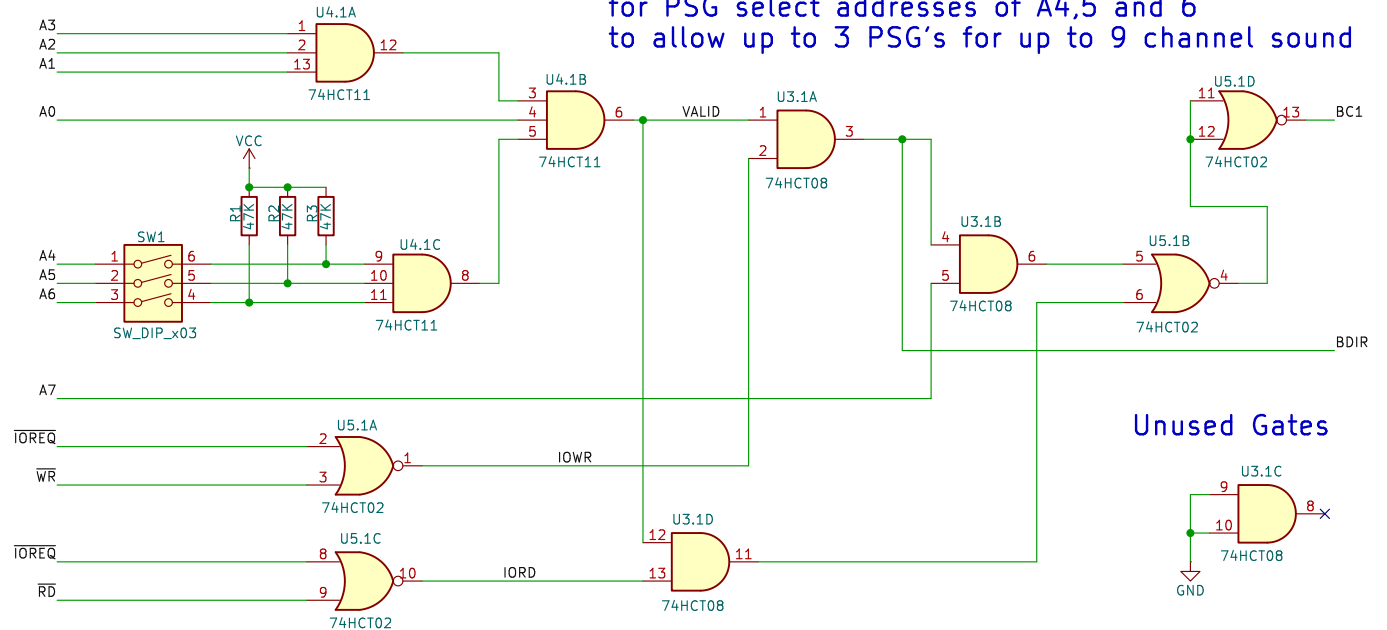 for PSG select addresses of A4,5 and 6
to allow up to 3 PSG's for up to 9 channel sound
U4.1A
A3 1
A2 2 12
A1 13
74HCT11
U4.1B
3
A0 4 6 VALID
5
74HCT11
U3.1A
1
2 3
74HCT08
U5.1D
11
12 13 BC1
74HCT02
VCC
R1 47K R2 47K R3 47K
SW1
A4 1 6
A5 2 5
A6 3 4
SW_DIP_x03
U4.1C
9
10 8
11
74HCT11
U3.1B
4
5 6
74HCT08
U5.1B
5
6 4
74HCT02
BDIR
A7
Unused Gates
U5.1A
IOREQ 2
WR 3 1 IOWR
74HCT02
U3.1C
9
10 8
74HCT08
GND
U5.1C
IOREQ 8
RD 9 10 IORD
74HCT02
U3.1D
12
13 11
74HCT08